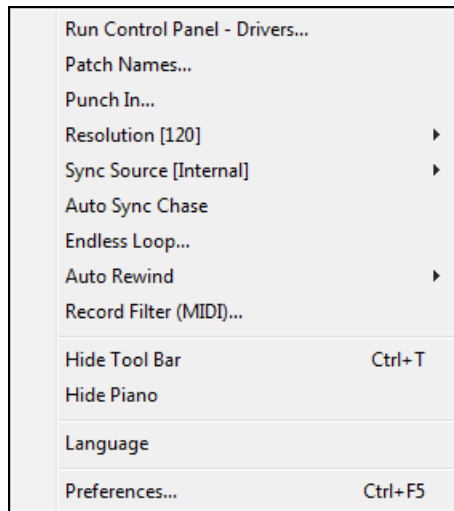 Run Control Panel - Drivers...
Patch Names...
Punch In...
Resolution [120]
Sync Source [Internal]
Auto Sync Chase
Endless Loop...
Auto Rewind
Record Filter (MIDI)...
Hide Tool Bar Ctrl+T
Hide Piano
Language
Preferences... Ctrl+F5